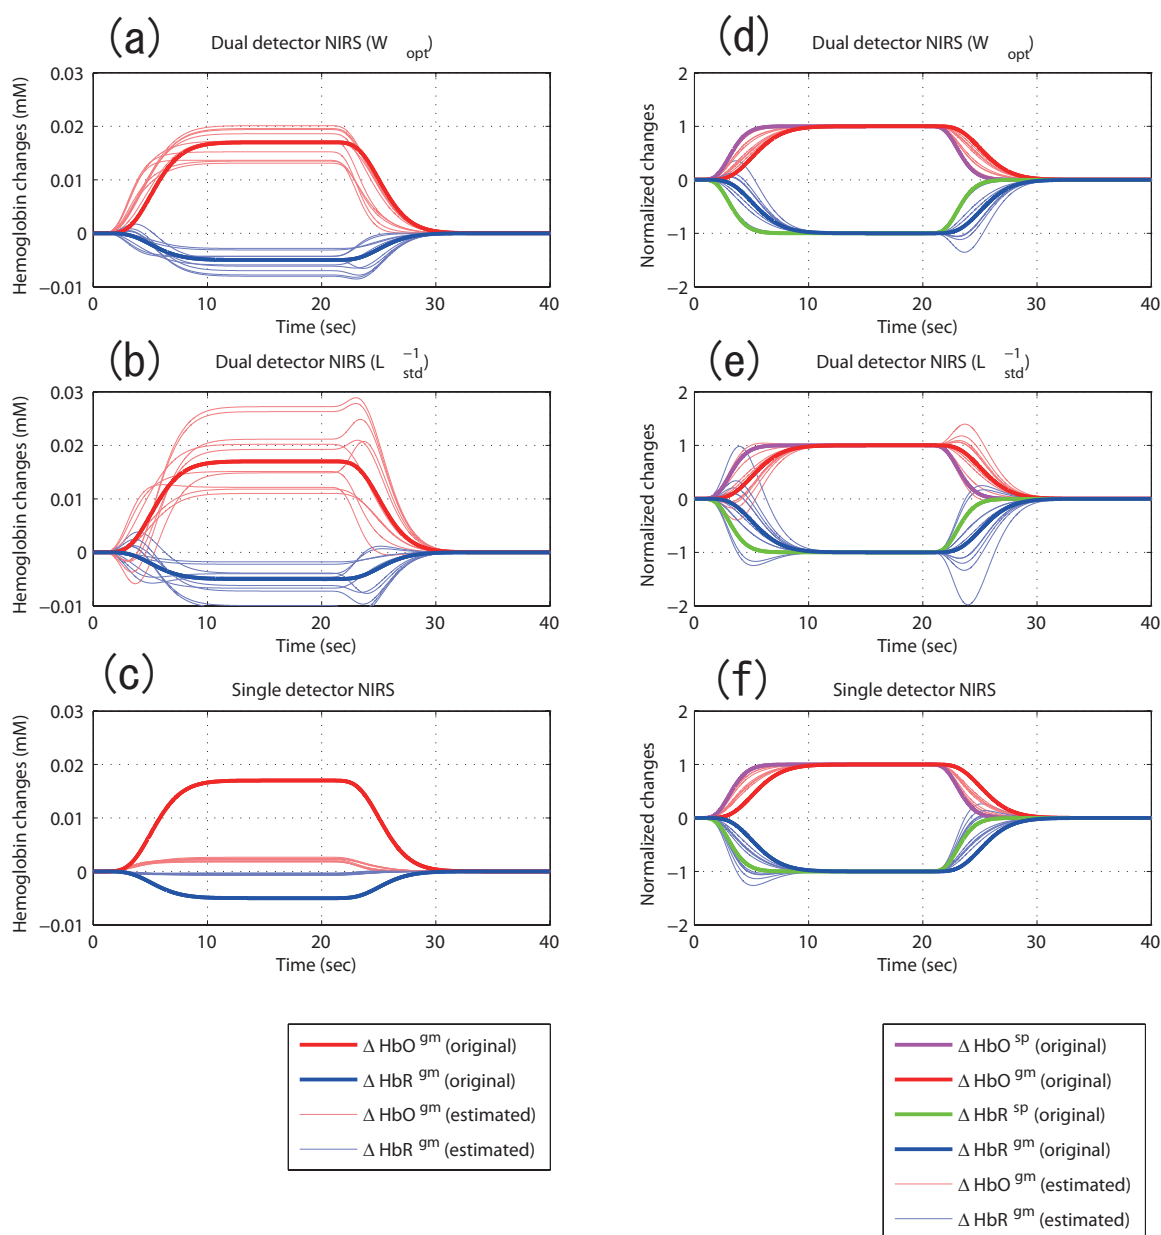 (a)
Dual detector NIRS (W opt)
Hemoglobin changes (mM)
0.03
0.02
0.01
0
−0.01
0 10 20 30 40
Time (sec)
(d)
Dual detector NIRS (W opt)
Normalized changes
2
1
0
−1
−2
0 10 20 30 40
Time (sec)
(b)
Dual detector NIRS (L −1 std)
Hemoglobin changes (mM)
0.03
0.02
0.01
0
−0.01
0 10 20 30 40
Time (sec)
(e)
Dual detector NIRS (L −1 std)
Normalized changes
2
1
0
−1
−2
0 10 20 30 40
Time (sec)
(c)
Single detector NIRS
Hemoglobin changes (mM)
0.03
0.02
0.01
0
−0.01
0 10 20 30 40
Time (sec)
(f)
Single detector NIRS
Normalized changes
2
1
0
−1
−2
0 10 20 30 40
Time (sec)
Δ HbO gm (original)
Δ HbR gm (original)
Δ HbO gm (estimated)
Δ HbR gm (estimated)
Δ HbO sp (original)
Δ HbO gm (original)
Δ HbR sp (original)
Δ HbR gm (original)
Δ HbO gm (estimated)
Δ HbR gm (estimated)